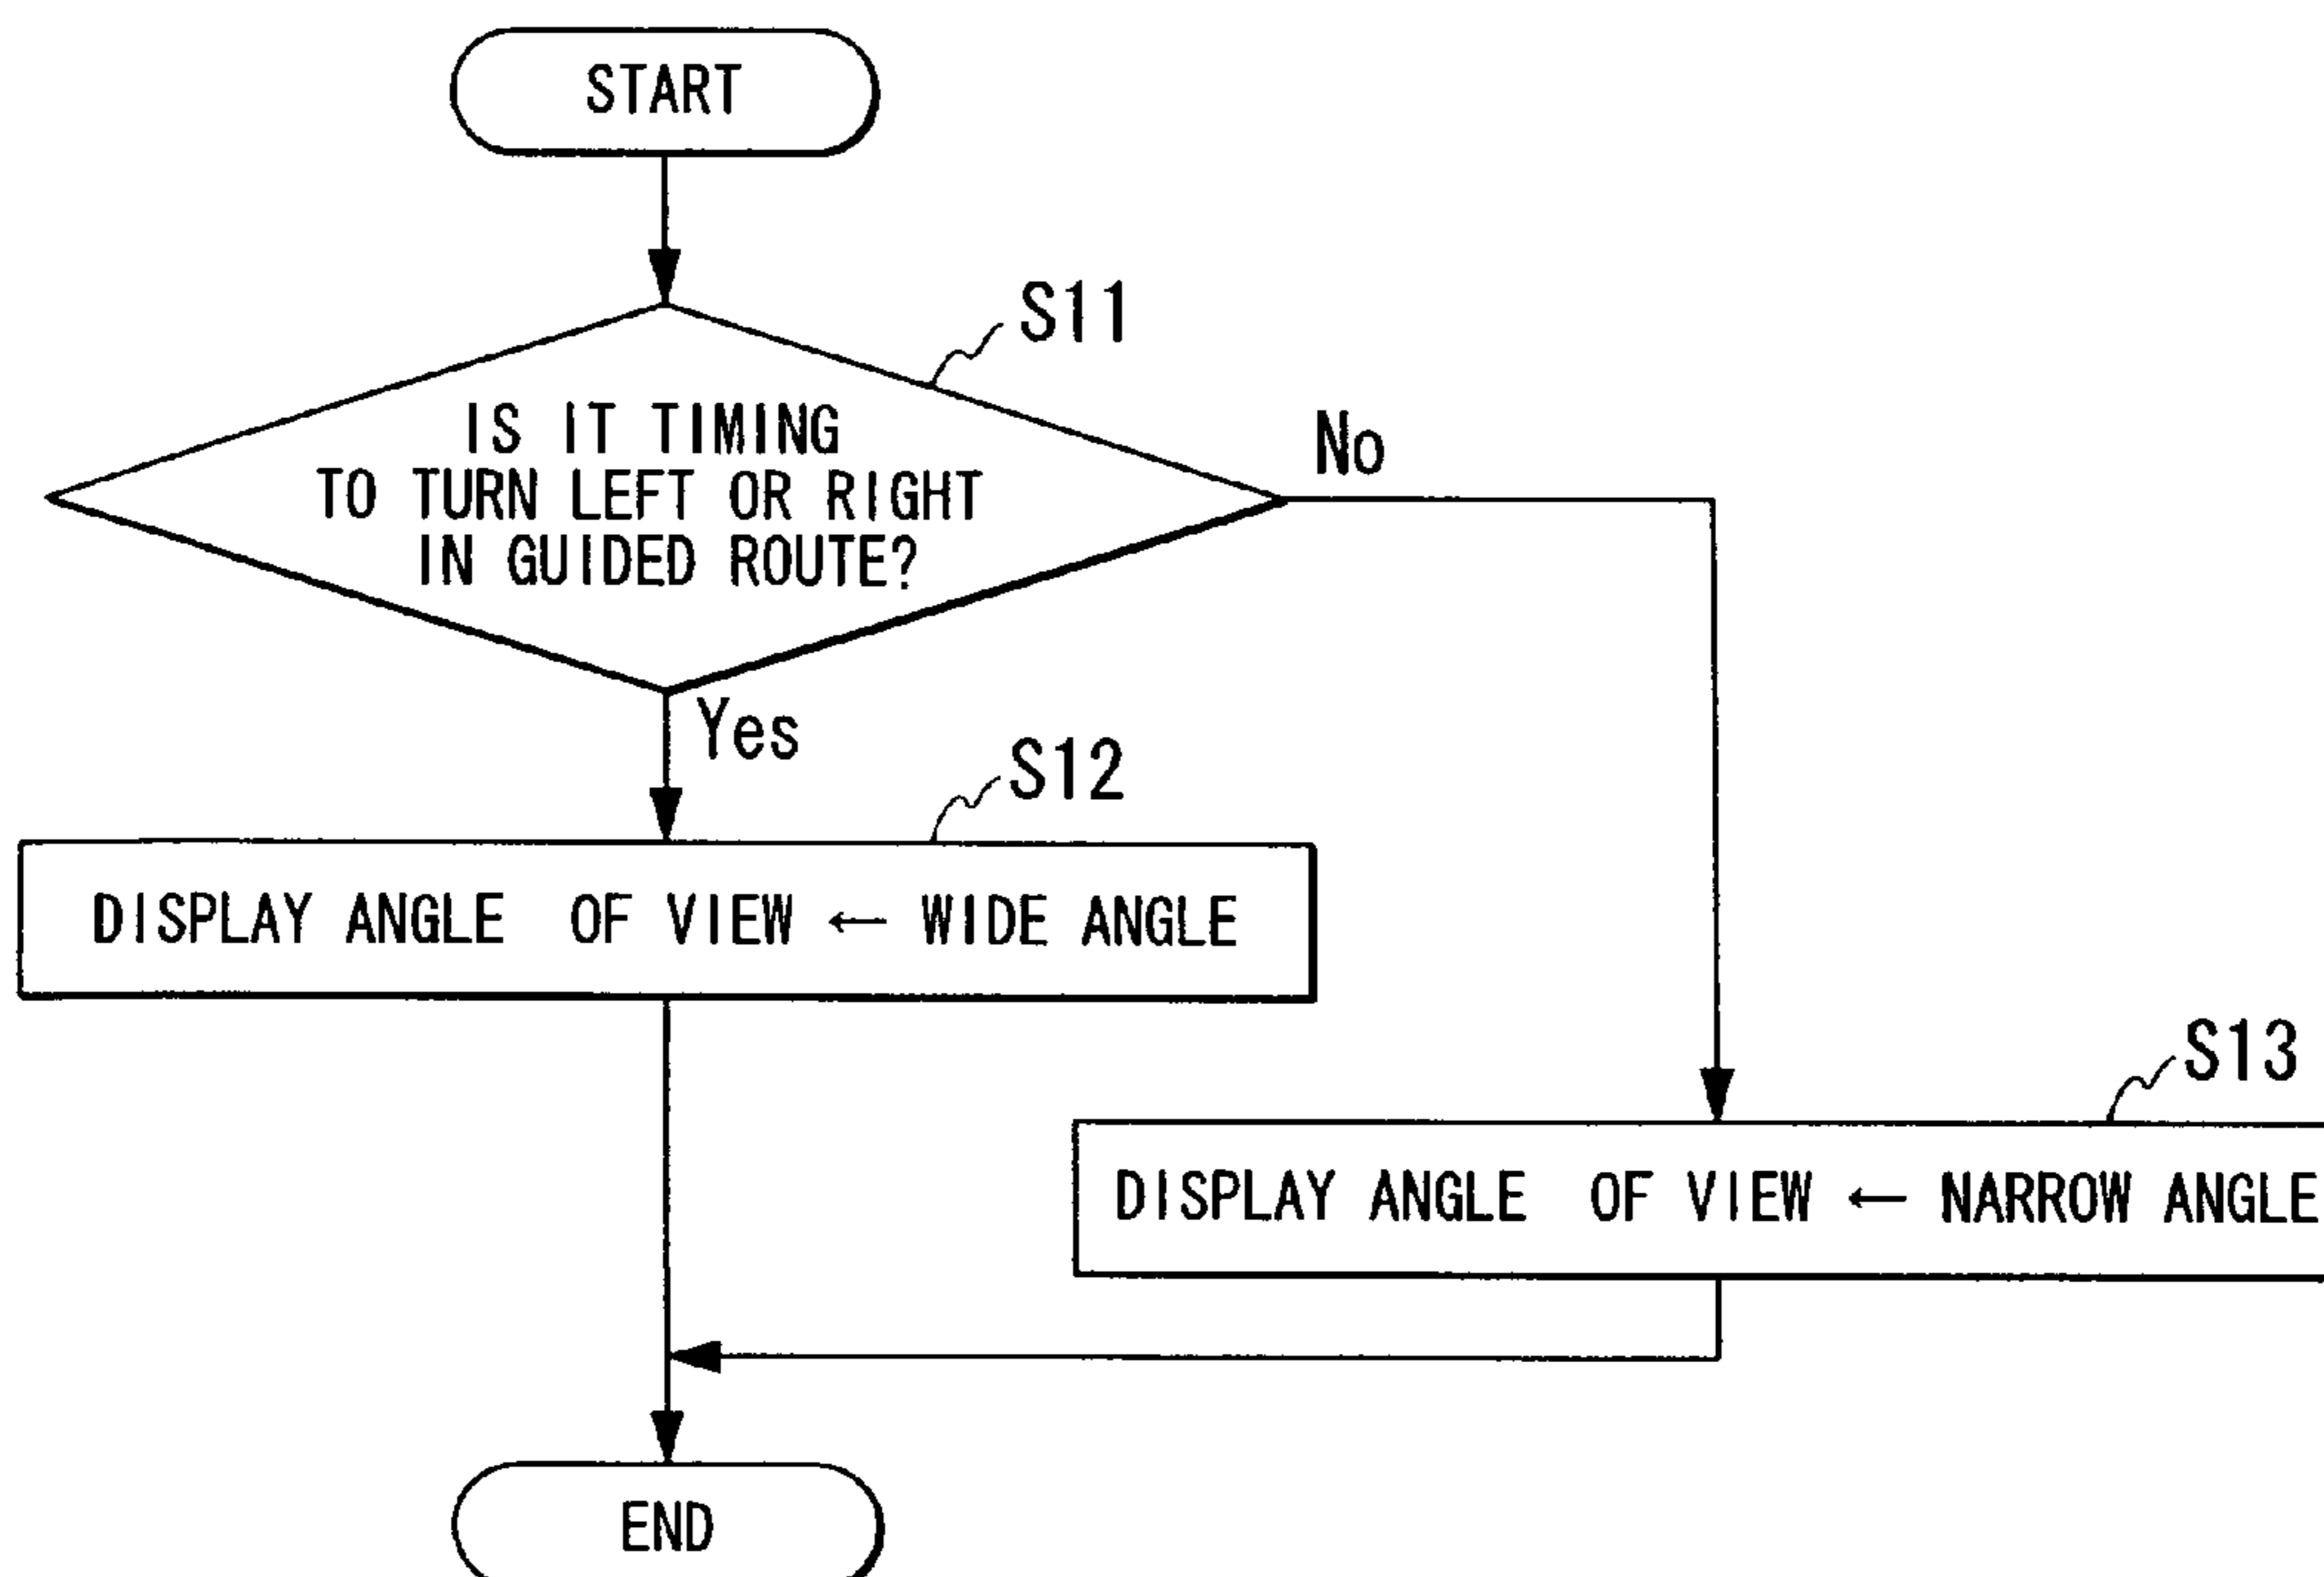 START
S11
IS IT TIMING
TO TURN LEFT OR RIGHT
IN GUIDED ROUTE?
No
Yes
S12
DISPLAY ANGLE OF VIEW ← WIDE ANGLE
S13
DISPLAY ANGLE OF VIEW ← NARROW ANGLE
END